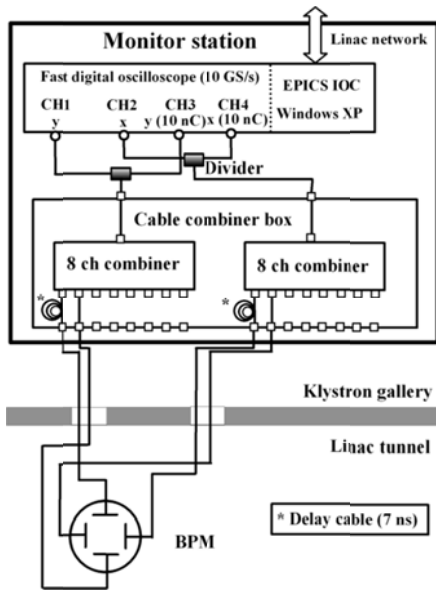 Monitor station
Linac network
Fast digital oscilloscope (10 GS/s)
EPICS IOC
Windows XP
CH1 CH2 CH3 CH4
y x y (10 nC) x (10 nC)
Divider
Cable combiner box
8 ch combiner 8 ch combiner
* *
Klystron gallery
Linac tunnel
BPM
* Delay cable (7 ns)